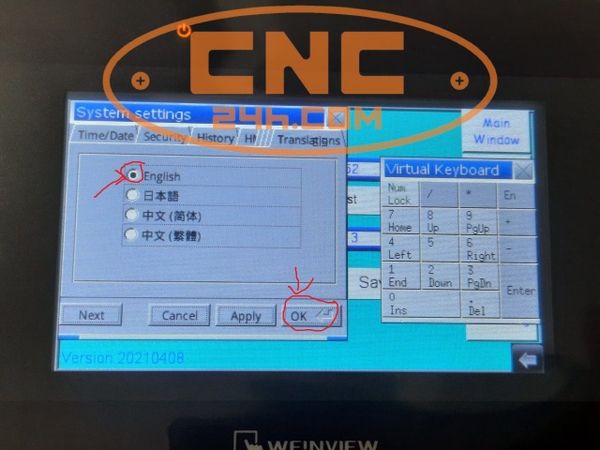 CNC
24h.COM
System settings
Time/Date
Security
History
Translations
English
日本語
中文 (简体)
中文 (繁體)
Next
Cancel
Apply
OK
Version:20210408
Main
Window
Virtual Keyboard
Num
Lock
/
*
En
7
Home
8
Up
9
PgUp
+
4
Left
5
6
Right
-
1
End
2
Down
3
PgDn
Enter
0
Ins
.
Del
WEINVIEW